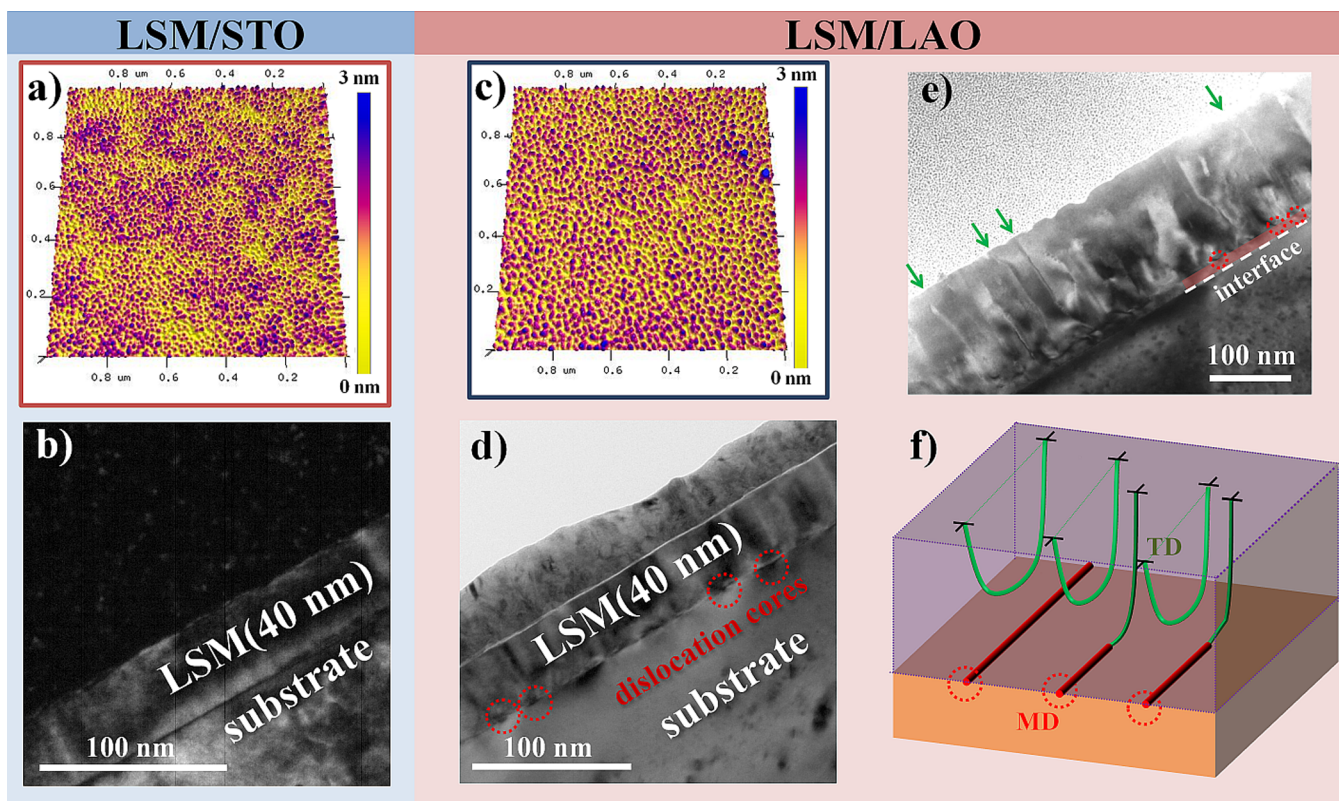 LSM/STO
LSM/LAO
a)
0.8 um 0.6 0.4 0.2
3 nm
0.8
0.6
0.4
0.2
0 nm
0.8 um 0.6 0.4 0.2
c)
0.8 um 0.6 0.4 0.2
3 nm
0.8
0.6
0.4
0.2
0 nm
0.8 um 0.6 0.4 0.2
e)
interface
100 nm
b)
LSM(40 nm)
substrate
100 nm
d)
LSM(40 nm)
dislocation cores
substrate
100 nm
f)
TD
MD